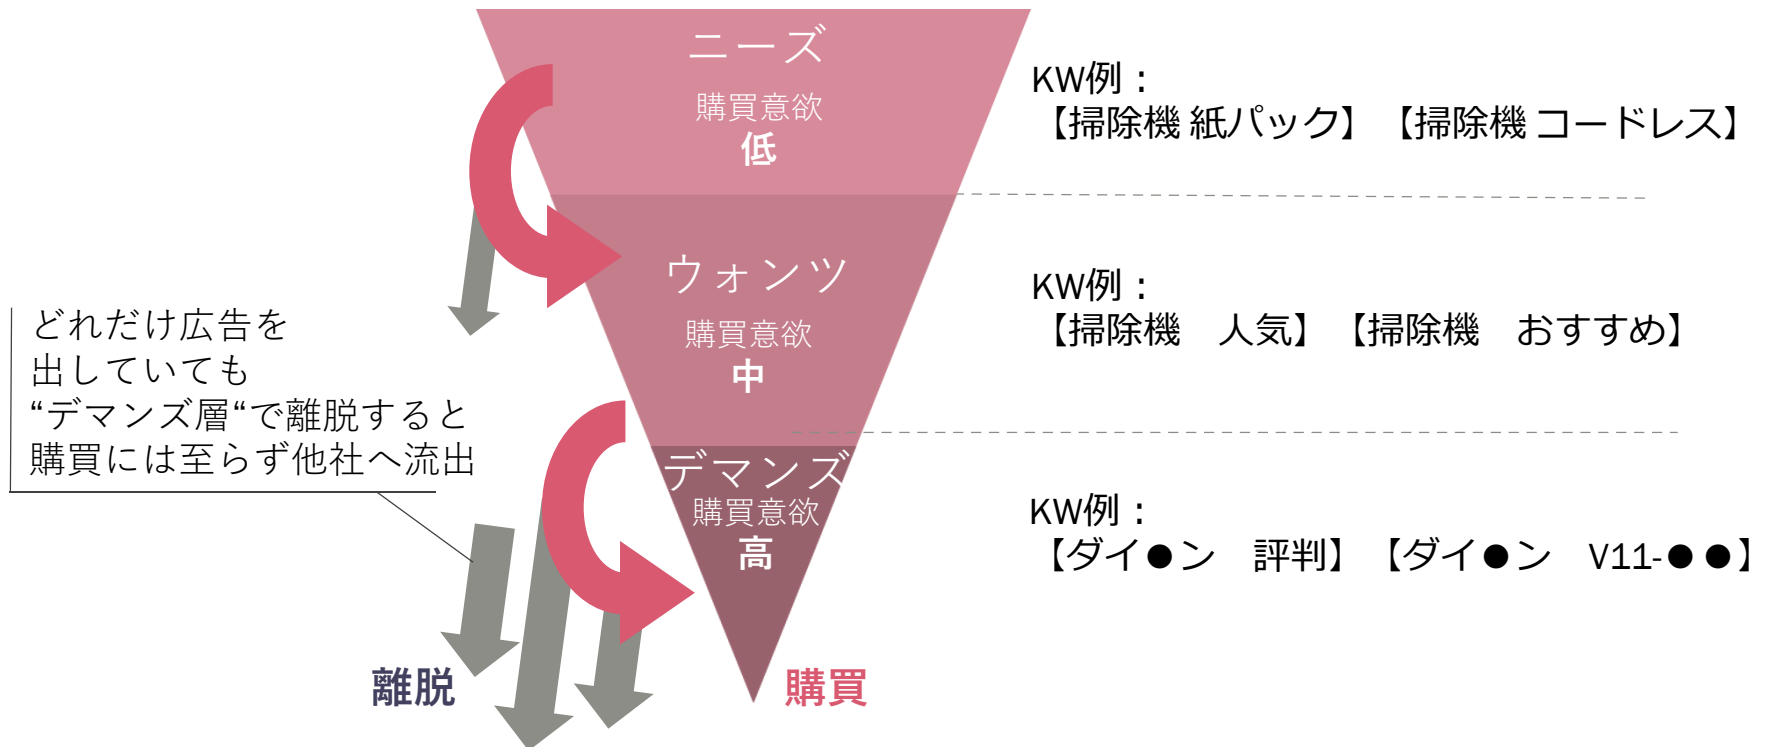 ニーズ
購買意欲
低
KW例：
【掃除機 紙パック】 【掃除機 コードレス】
ウォンツ
購買意欲
中
KW例：
【掃除機　人気】 【掃除機　おすすめ】
どれだけ広告を
出していても
“デマンズ層“で離脱すると
購買には至らず他社へ流出
デマンズ
購買意欲
高
KW例：
【ダイ●ン　評判】 【ダイ●ン　V11-●●】
離脱
購買